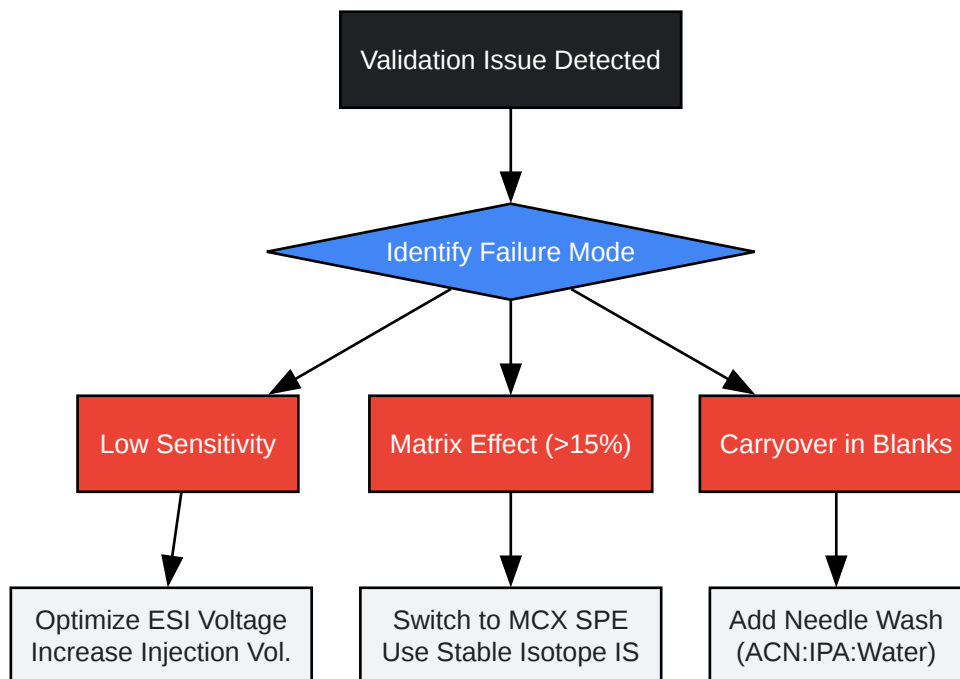 Validation Issue Detected
Identify Failure Mode
Low Sensitivity
Matrix Effect (>15%)
Carryover in Blanks
Optimize ESI Voltage
Increase Injection Vol.
Switch to MCX SPE
Use Stable Isotope IS
Add Needle Wash
(ACN:IPA:Water)